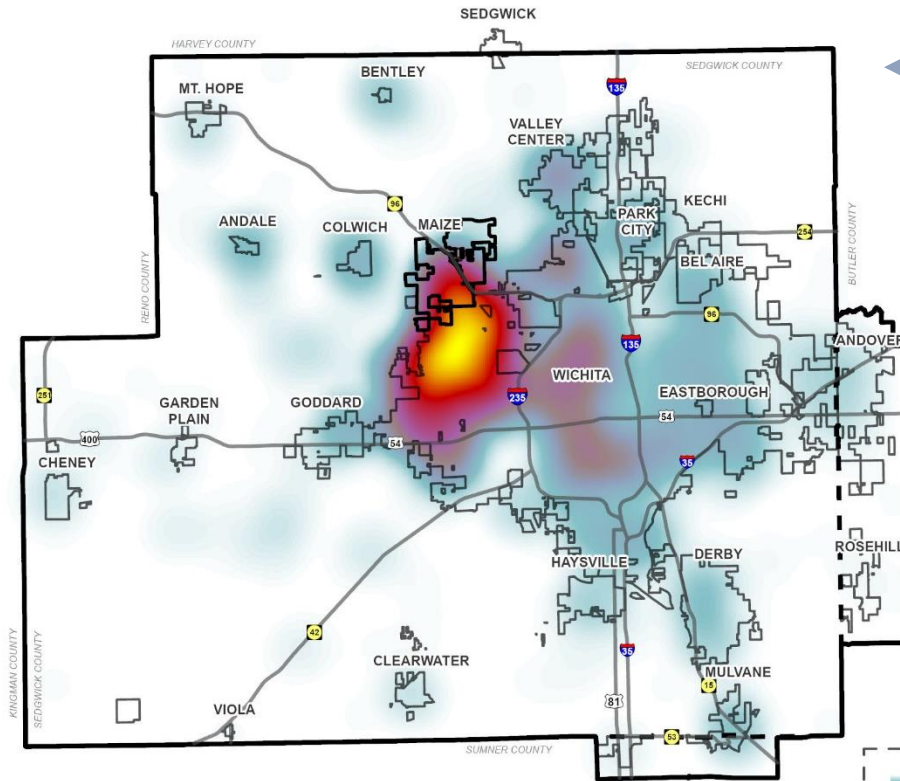 SEDGWICK
HARVEY COUNTY
SEDGWICK COUNTY
BENTLEY
MT. HOPE
135
VALLEY
CENTER
96
KECHI
PARK
CITY
ANDALE
COLWICH
MAIZE
254
BEL AIRE
BUTLER COUNTY
RENO COUNTY
96
135
ANDOVER
WICHITA
251
235
EASTBOROUGH
GARDEN
PLAIN
GODDARD
54
400
54
CHENEY
35
HAYSVILLE
DERBY
ROSEHILL
42
KINGMAN COUNTY
SEDGWICK COUNTY
CLEARWATER
35
MULVANE
15
81
VIOLA
53
SUMNER COUNTY